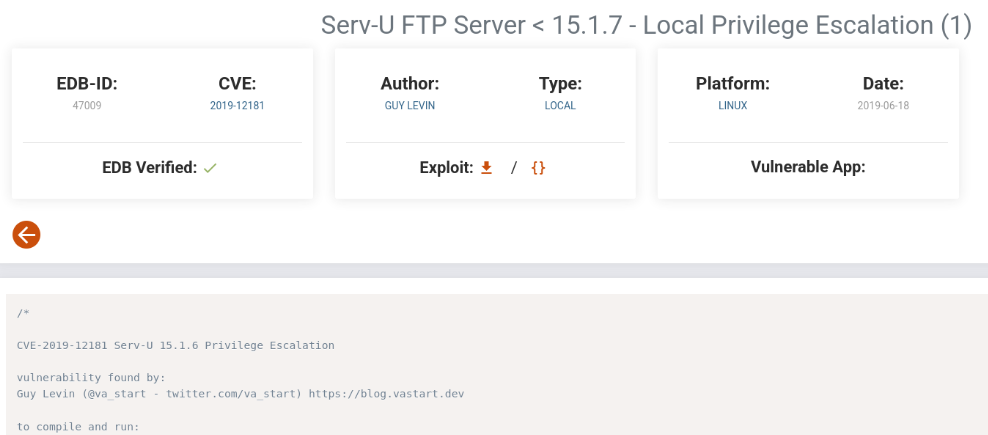 Serv-U FTP Server < 15.1.7 - Local Privilege Escalation (1)
EDB-ID:
47009
CVE:
2019-12181
EDB Verified:
Author:
GUY LEVIN
Type:
LOCAL
Exploit: / {}
Platform:
LINUX
Date:
2019-06-18
Vulnerable App:
/*
CVE-2019-12181 Serv-U 15.1.6 Privilege Escalation
vulnerability found by:
Guy Levin (@va_start - twitter.com/va_start) https://blog.vastart.dev
to compile and run: